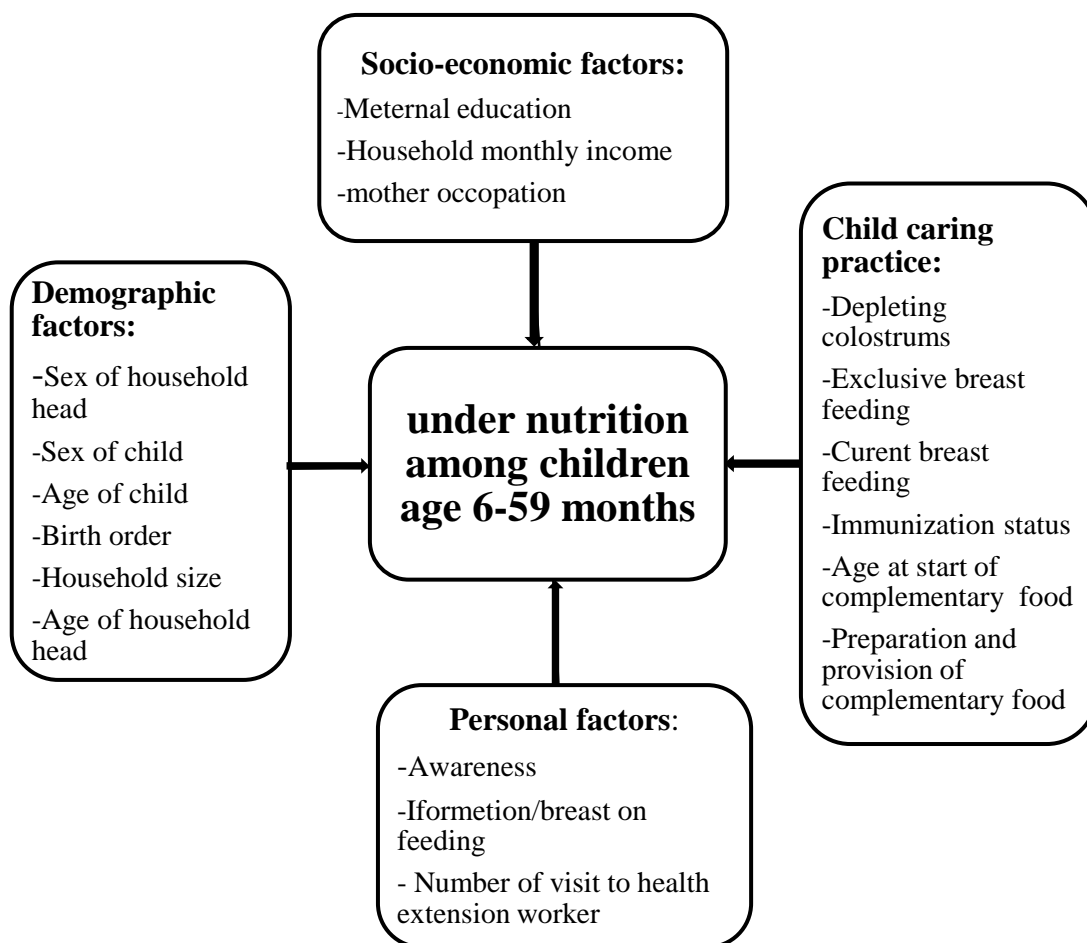 Socio-economic factors:
-Meternal education
-Household monthly income
-mother occopation
Demographic
factors:
-Sex of household
head
-Sex of child
-Age of child
-Birth order
-Household size
-Age of household
head
under nutrition
among children
age 6-59 months
Child caring
practice:
-Depleting
colostrums
-Exclusive breast
feeding
-Curent breast
feeding
-Immunization status
-Age at start of
complementary food
-Preparation and
provision of
complementary food
Personal factors:
-Awareness
-Iformetion/breast on
feeding
- Number of visit to health
extension worker